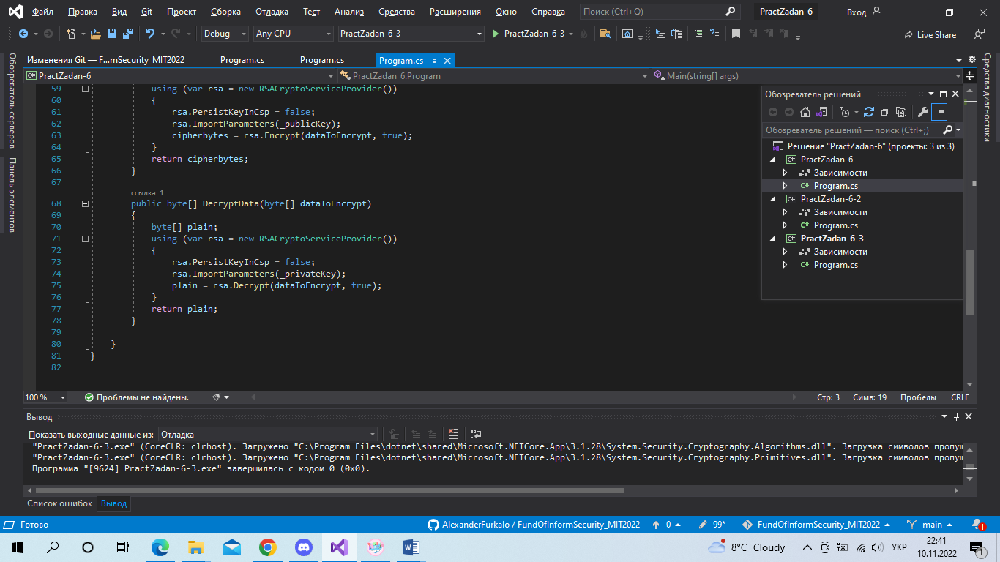 Файл Правка Вид Git Проект Сборка Отладка Тест Анализ Средства Расширения Окно Справка Поиск (Ctrl+Q) PractZadan-6 Вход
Debug Any CPU PractZadan-6-3 PractZadan-6-3 Live Share
Обозреватель серверов
Панель элементов
Изменения Git — F...mSecurity_MIT2022 Program.cs Program.cs Program.cs
PractZadan-6 PractZadan_6.Program Main(string[] args)
59 using (var rsa = new RSACryptoServiceProvider())
60 {
61 rsa.PersistKeyInCsp = false;
62 rsa.ImportParameters(_publicKey);
63 cipherbytes = rsa.Encrypt(dataToEncrypt, true);
64 }
65 return cipherbytes;
66 }
67
ссылка: 1
68 public byte[] DecryptData(byte[] dataToEncrypt)
69 {
70 byte[] plain;
71 using (var rsa = new RSACryptoServiceProvider())
72 {
73 rsa.PersistKeyInCsp = false;
74 rsa.ImportParameters(_privateKey);
75 plain = rsa.Decrypt(dataToEncrypt, true);
76 }
77 return plain;
78 }
79
80 }
81 }
82
Обозреватель решений
Обозреватель решений — поиск (Ctrl+;)
Решение "PractZadan-6" (проекты: 3 из 3)
PractZadan-6
Зависимости
C# Program.cs
PractZadan-6-2
Зависимости
C# Program.cs
PractZadan-6-3
Зависимости
C# Program.cs
Средства диагностики
100 % Проблемы не найдены. Стр: 3 Симв: 19 Пробелы CRLF
Вывод
Показать выходные данные из: Отладка
"PractZadan-6-3.exe" (CoreCLR: clrhost). Загружено "C:\Program Files\dotnet\shared\Microsoft.NETCore.App\3.1.28\System.Security.Cryptography.Algorithms.dll". Загрузка символов пропущ
"PractZadan-6-3.exe" (CoreCLR: clrhost). Загружено "C:\Program Files\dotnet\shared\Microsoft.NETCore.App\3.1.28\System.Security.Cryptography.Primitives.dll". Загрузка символов пропущ
Программа "[9624] PractZadan-6-3.exe" завершилась с кодом 0 (0x0).
Список ошибок Вывод
Готово AlexanderFurkalo / FundOfInformSecurity_MIT2022 0 99* FundOfInformSecurity_MIT2022 main 1
8°C Cloudy УКР 22:41
10.11.2022 1